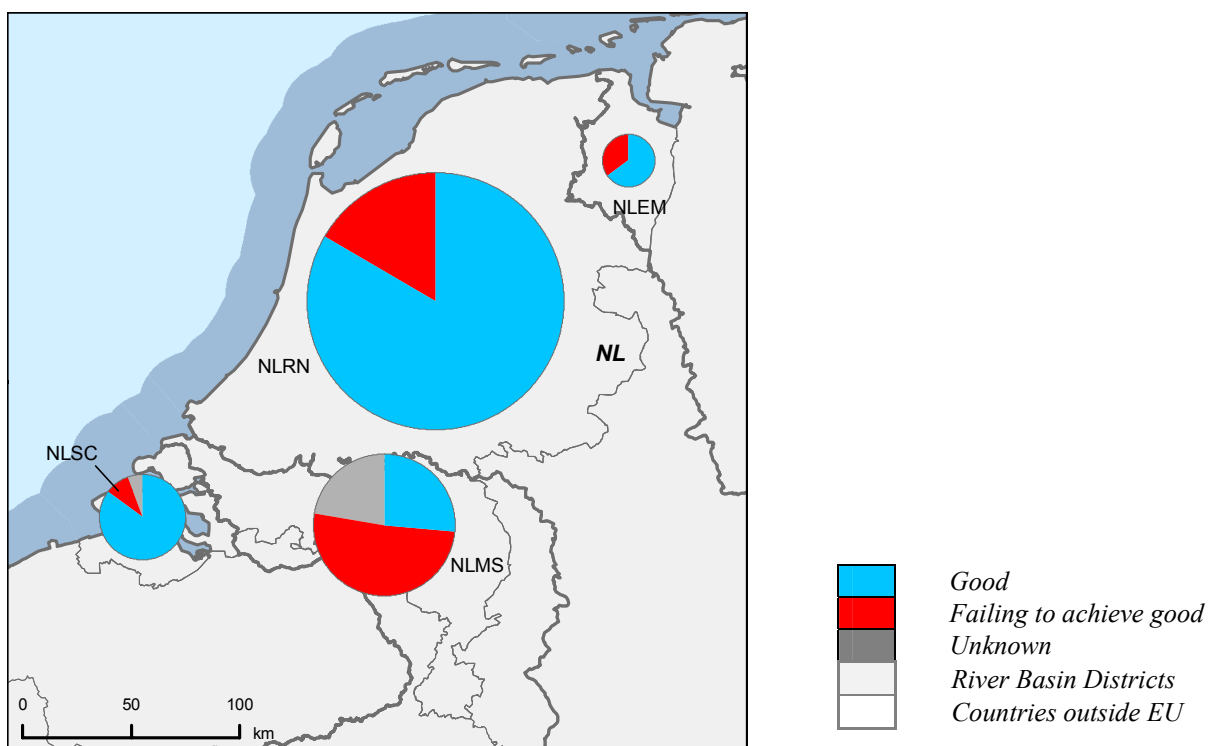 NLEM
NLRN
NL
NLSC
NLMS
0 50 100
km
Good
Failing to achieve good
Unknown
River Basin Districts
Countries outside EU